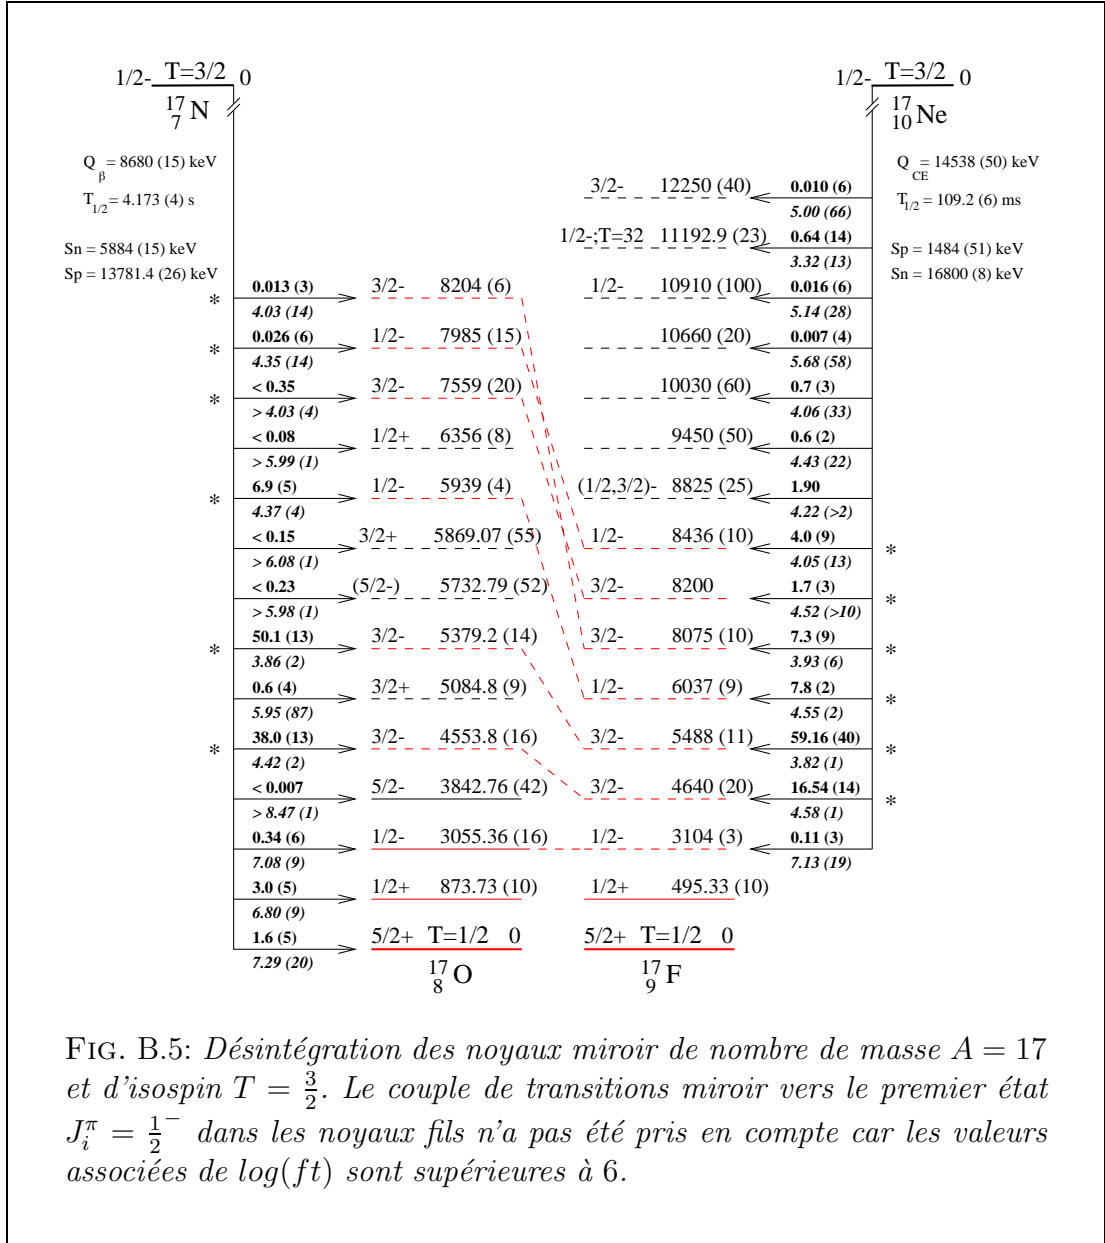 1/2- T=3/2 0
17 7 N
Qβ = 8680 (15) keV
T1/2 = 4.173 (4) s
Sn = 5884 (15) keV
Sp = 13781.4 (26) keV
1/2- T=3/2 0
17 10 Ne
QCE = 14538 (50) keV
T1/2 = 109.2 (6) ms
Sp = 1484 (51) keV
Sn = 16800 (8) keV
* 0.013 (3) 3/2- 8204 (6)
4.03 (14)
* 0.026 (6) 1/2- 7985 (15)
4.35 (14)
* < 0.35 3/2- 7559 (20)
> 4.03 (4)
< 0.08 1/2+ 6356 (8)
> 5.99 (1)
* 6.9 (5) 1/2- 5939 (4)
4.37 (4)
< 0.15 3/2+ 5869.07 (55)
> 6.08 (1)
< 0.23 (5/2-) 5732.79 (52)
> 5.98 (1)
* 50.1 (13) 3/2- 5379.2 (14)
3.86 (2)
0.6 (4) 3/2+ 5084.8 (9)
5.95 (87)
* 38.0 (13) 3/2- 4553.8 (16)
4.42 (2)
< 0.007 5/2- 3842.76 (42)
> 8.47 (1)
0.34 (6) 1/2- 3055.36 (16)
7.08 (9)
3.0 (5) 1/2+ 873.73 (10)
6.80 (9)
1.6 (5) 5/2+ T=1/2 0
7.29 (20)
17 8 O
3/2- 12250 (40) 0.010 (6)
5.00 (66)
1/2-;T=32 11192.9 (23) 0.64 (14)
3.32 (13)
1/2- 10910 (100) 0.016 (6)
5.14 (28)
10660 (20) 0.007 (4)
5.68 (58)
10030 (60) 0.7 (3)
4.06 (33)
9450 (50) 0.6 (2)
4.43 (22)
(1/2,3/2)- 8825 (25) 1.90
4.22 (>2)
1/2- 8436 (10) 4.0 (9) *
4.05 (13)
3/2- 8200 1.7 (3) *
4.52 (>10)
3/2- 8075 (10) 7.3 (9) *
3.93 (6)
1/2- 6037 (9) 7.8 (2) *
4.55 (2)
3/2- 5488 (11) 59.16 (40) *
3.82 (1)
3/2- 4640 (20) 16.54 (14) *
4.58 (1)
1/2- 3104 (3) 0.11 (3)
7.13 (19)
1/2+ 495.33 (10)
5/2+ T=1/2 0
17 9 F
FIG. B.5: Désintégration des noyaux miroir de nombre de masse A = 17
et d'isospin T = 3/2. Le couple de transitions miroir vers le premier état
J_i^π = 1/2^- dans les noyaux fils n'a pas été pris en compte car les valeurs
associées de log(ft) sont supérieures à 6.